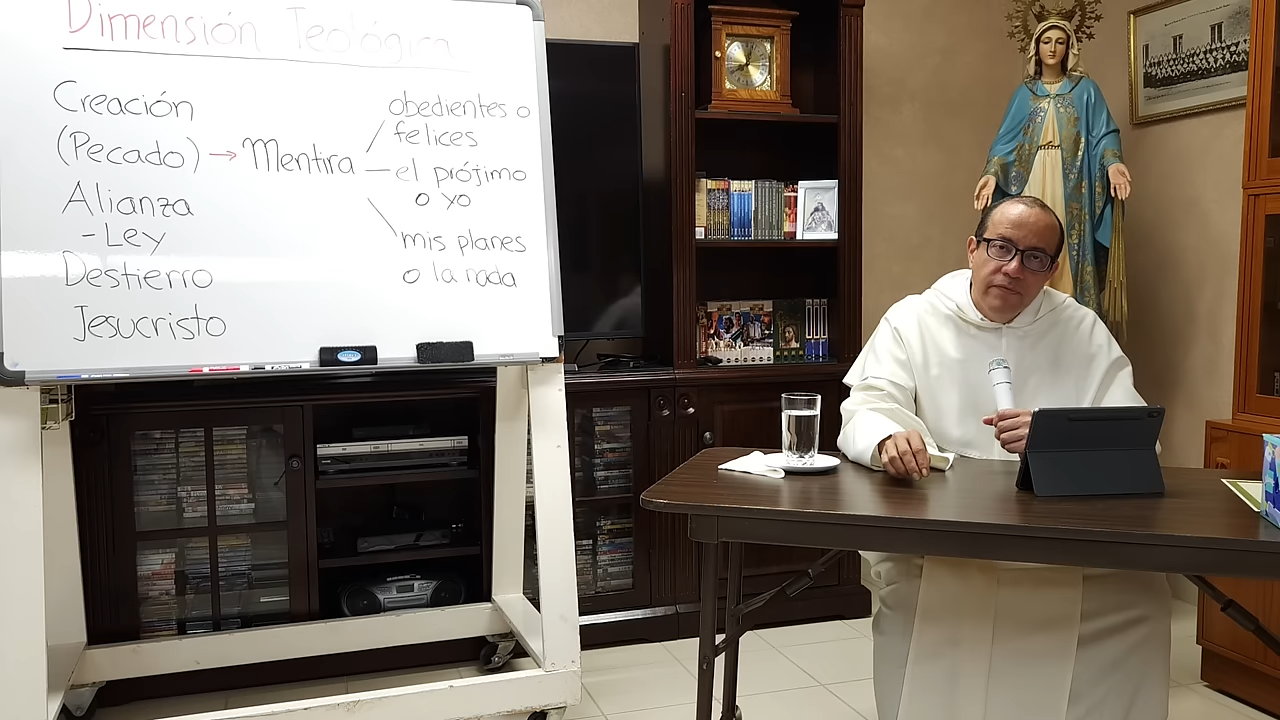 Dimensión Teológica
Creación
(Pecado) → Mentira
Alianza
-Ley
Destierro
Jesucristo
obedientes o
felices
el prójimo
o yo
mis planes
o la nada